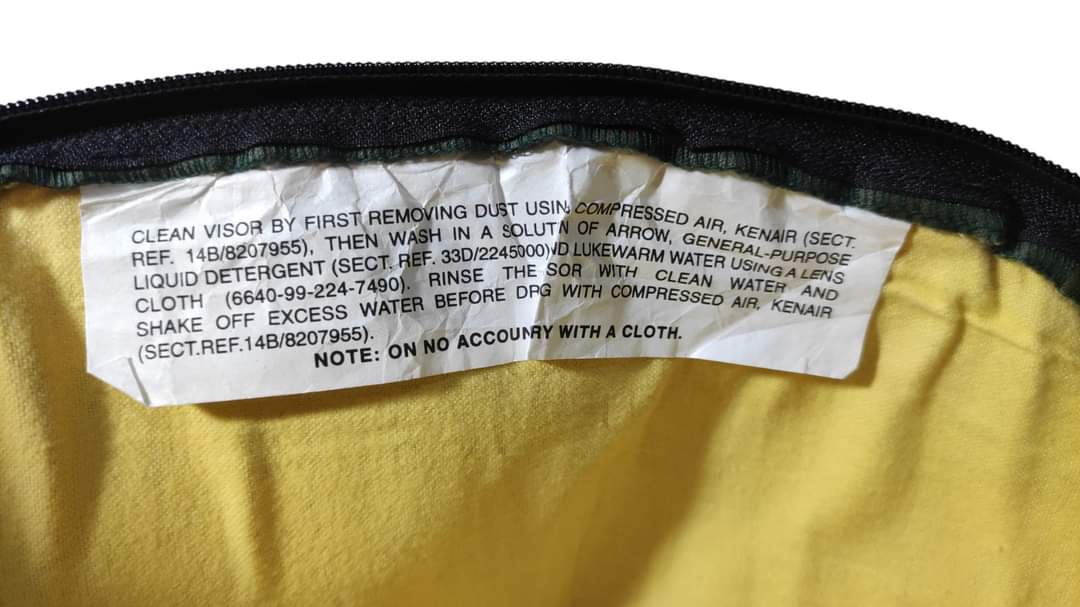 CLEAN VISOR BY FIRST REMOVING DUST USIN COMPRESSED AIR, KENAIR (SECT.
REF. 14B/8207955), THEN WASH IN A SOLUTN OF ARROW, GENERAL-PURPOSE
LIQUID DETERGENT (SECT. REF. 33D/2245000)ND LUKEWARM WATER USING A LENS
CLOTH (6640-99-224-7490). RINSE THE SOR WITH CLEAN WATER AND
SHAKE OFF EXCESS WATER BEFORE DRG WITH COMPRESSED AIR, KENAIR
(SECT.REF.14B/8207955).
NOTE: ON NO ACCOUNRY WITH A CLOTH.